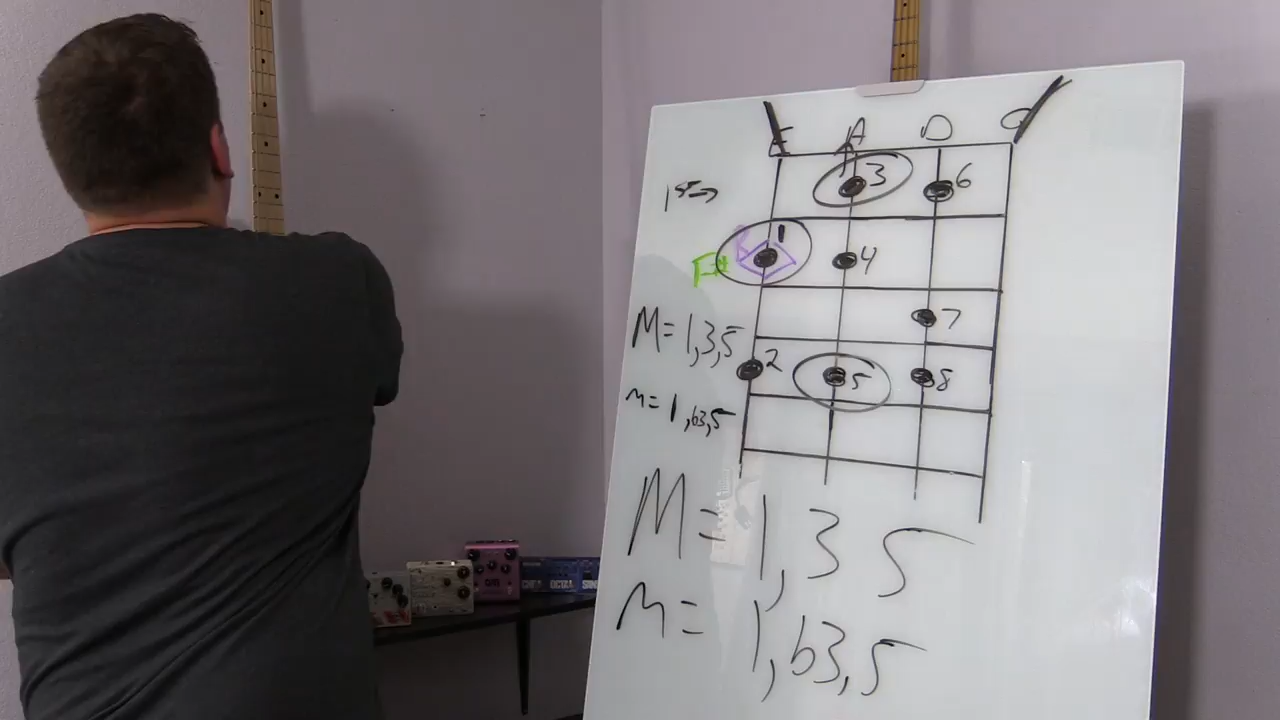 E A D G
1st →
3
6
R 1
4
F#
7
M = 1,3,5
2
5
8
m = 1,b3,5
M = 1, 3 5
m = 1, b3, 5